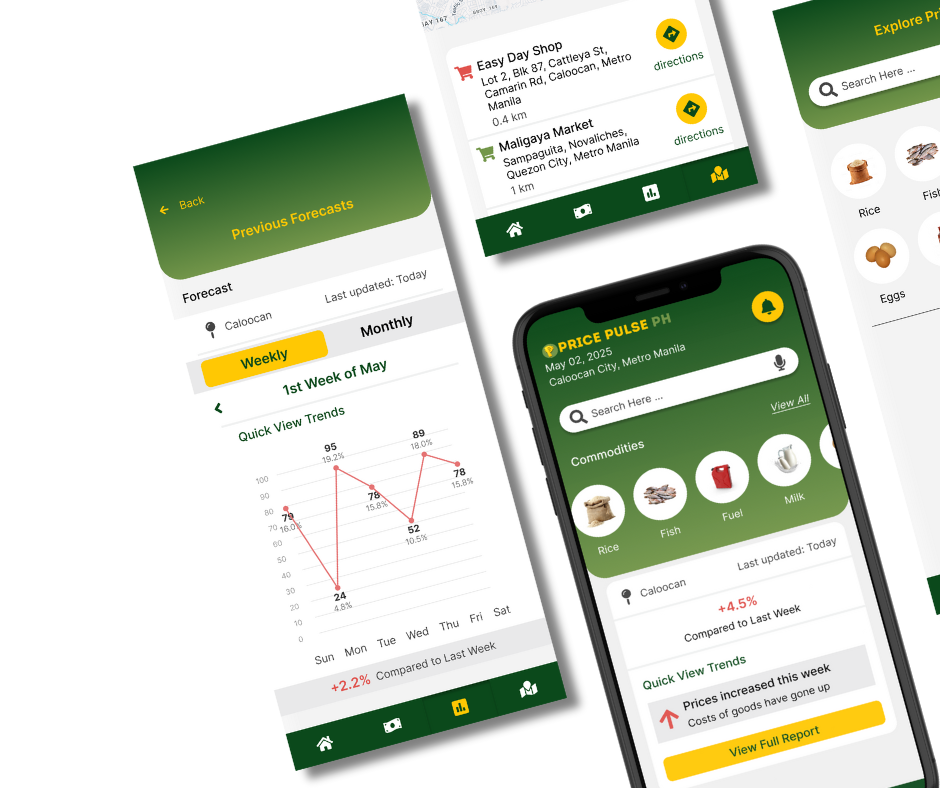 Back
Previous Forecasts
Forecast
Caloocan
Last updated: Today
Weekly
Monthly
1st Week of May
Quick View Trends
100
90
80
70
60
50
40
30
20
10
0
79
16.0%
24
4.8%
95
19.2%
78
15.8%
52
10.5%
89
18.0%
78
15.8%
Sun Mon Tue Wed Thu Fri Sat
+2.2% Compared to Last Week
Easy Day Shop
Lot 2, Blk 87, Cattleya St,
Camarin Rd, Caloocan, Metro
Manila
0.4 km
directions
Maligaya Market
Sampaguita, Novaliches,
Quezon City, Metro Manila
1 km
directions
PRICE PULSE PH
May 02, 2025
Caloocan City, Metro Manila
Search Here ...
View All
Commodities
Rice
Fish
Fuel
Milk
Caloocan
Last updated: Today
+4.5%
Compared to Last Week
Quick View Trends
Prices increased this week
Costs of goods have gone up
View Full Report
Explore
Search Here ...
Rice
Eggs